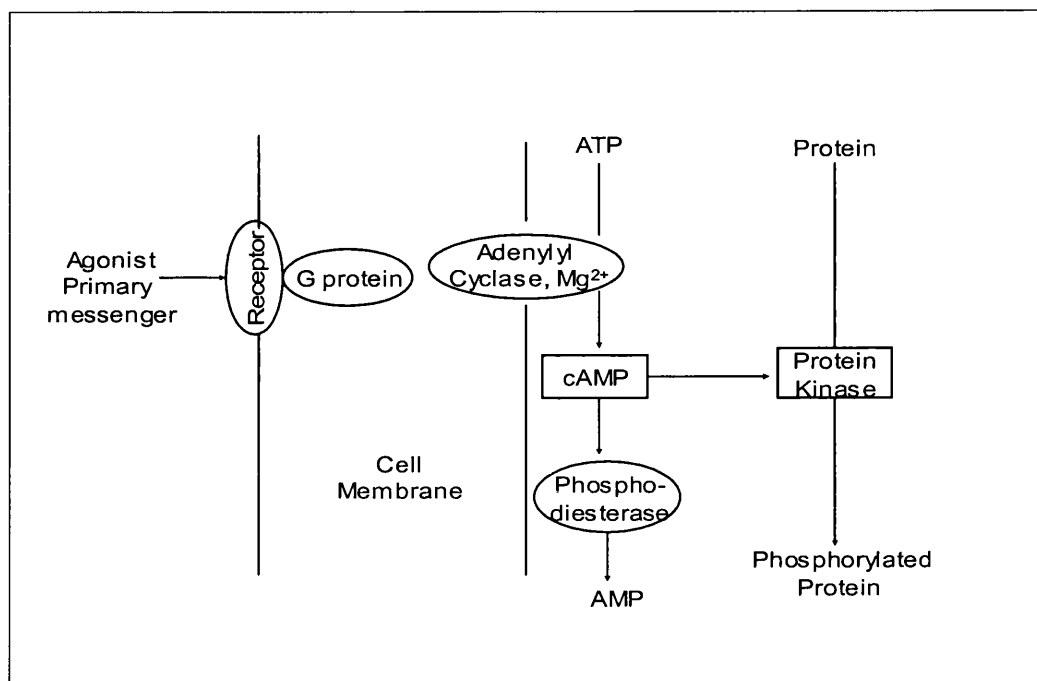 ATP
Protein
Agonist
Primary
messenger
Receptor
G protein
Adenylyl
Cyclase, Mg²⁺
cAMP
Protein
Kinase
Cell
Membrane
Phospho-
diesterase
AMP
Phosphorylated
Protein